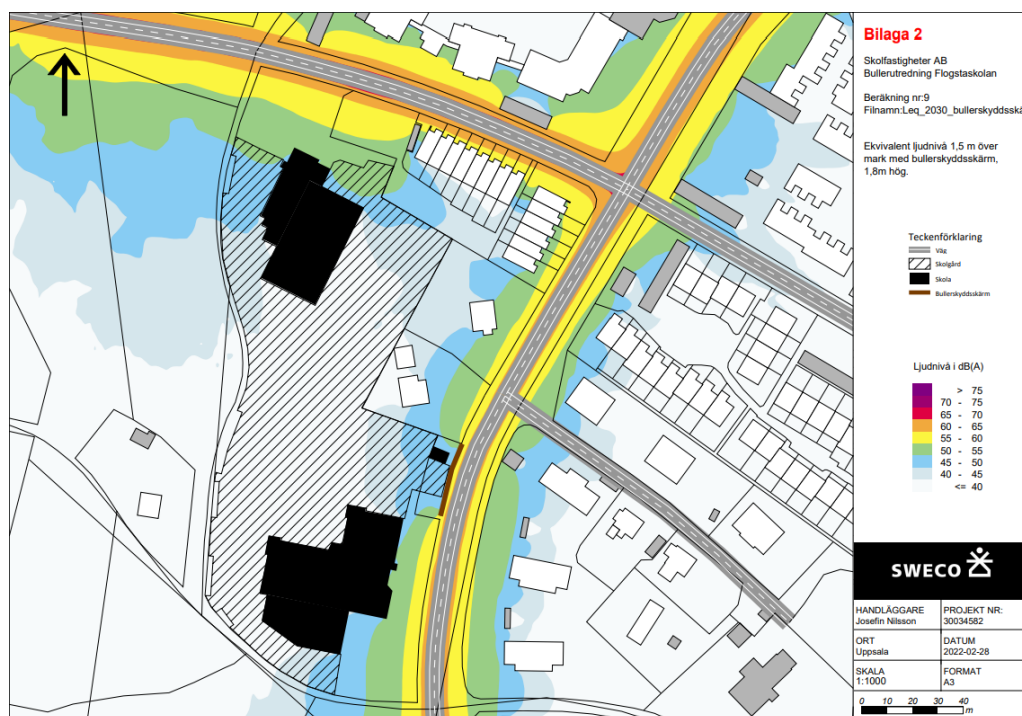 Bilaga 2
Skolfastigheter AB
Bullerutredning Flogstaskolan
Beräkning nr:9
Filnamn:Leq_2030_bullerskyddsskä
Ekvivalent ljudnivå 1,5 m över
mark med bullerskyddsskärm,
1,8m hög.
Teckenförklaring
Väg
Skolgård
Skola
Bullerskyddsskärm
Ljudnivå i dB(A)
> 75
70 - 75
65 - 70
60 - 65
55 - 60
50 - 55
45 - 50
40 - 45
<= 40
SWECO
HANDLÄGGARE
Josefin Nilsson
PROJEKT NR:
30034582
ORT
Uppsala
DATUM
2022-02-28
SKALA
1:1000
FORMAT
A3
0 10 20 30 40
m